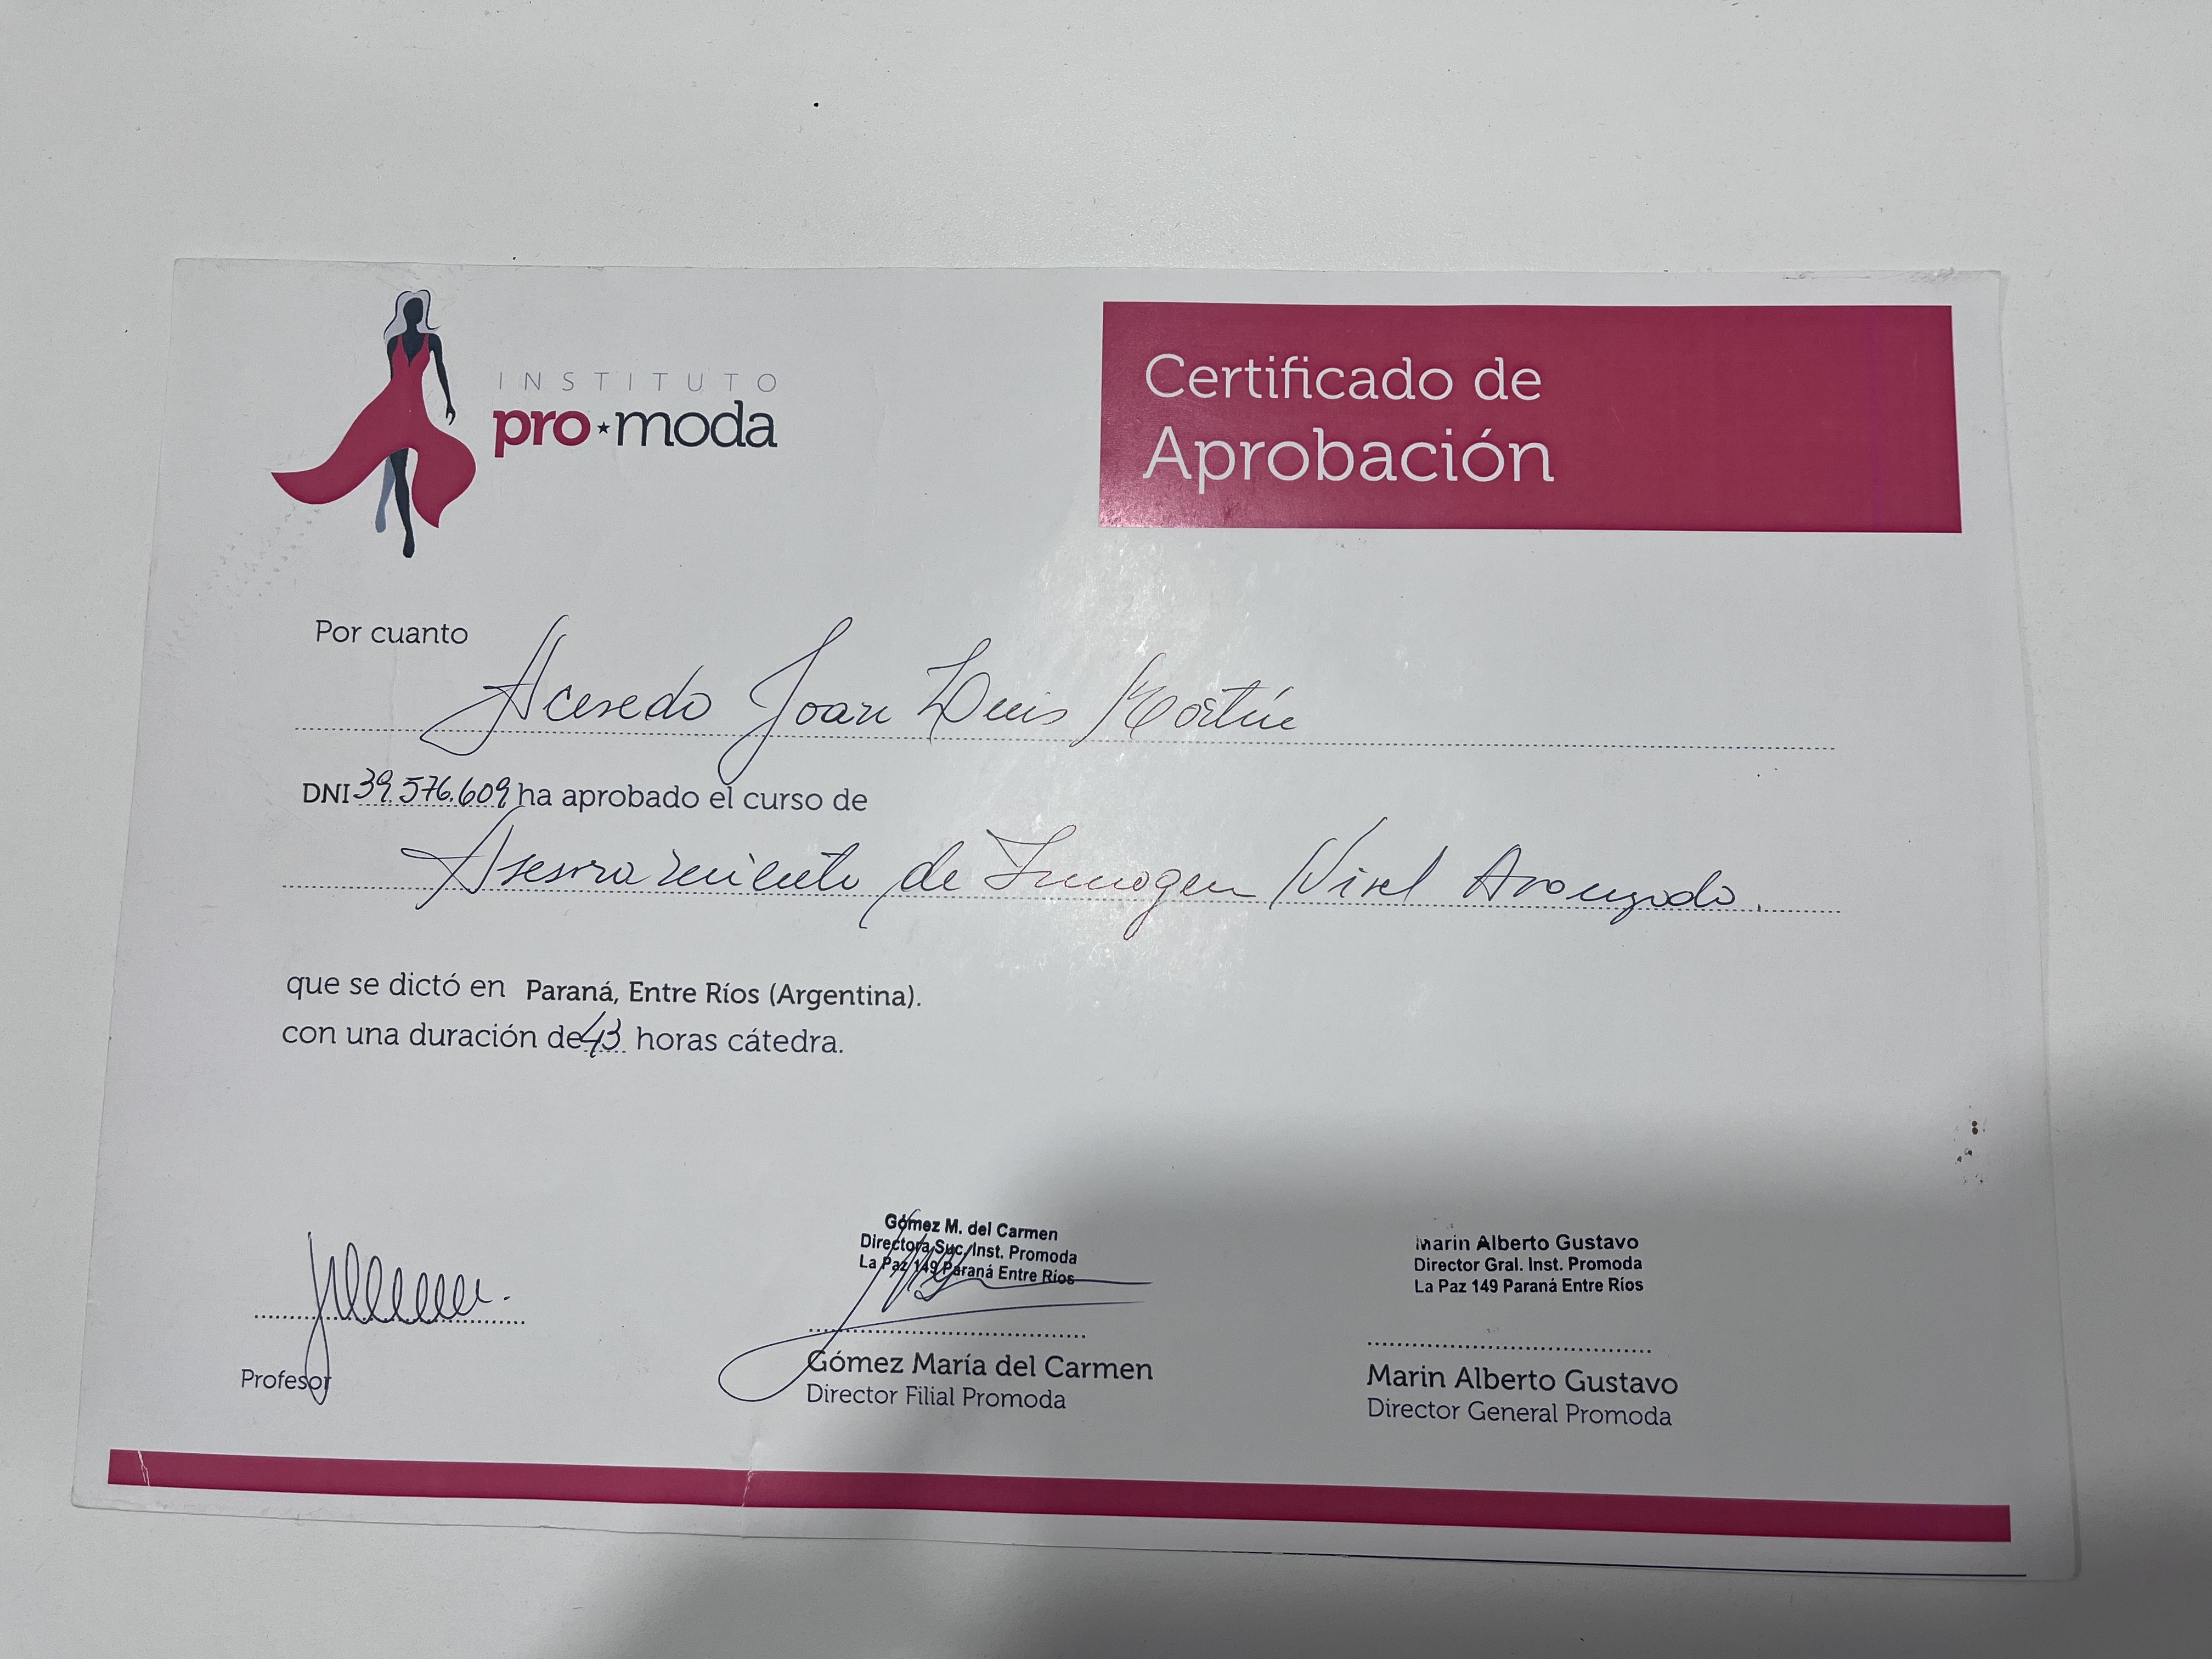 INSTITUTO
pro★moda
Certificado de
Aprobación
Por cuanto
Acevedo Joan Luis Martín
DNI 39.576.609 ha aprobado el curso de
Asesoramiento de Imagen Nivel Avanzado.
que se dictó en Paraná, Entre Ríos (Argentina).
con una duración de 43 horas cátedra.
Profesor
Gómez M. del Carmen
Directora Suc. Inst. Promoda
La Paz 149 Paraná Entre Ríos
Gómez María del Carmen
Director Filial Promoda
Marin Alberto Gustavo
Director Gral. Inst. Promoda
La Paz 149 Paraná Entre Ríos
Marin Alberto Gustavo
Director General Promoda